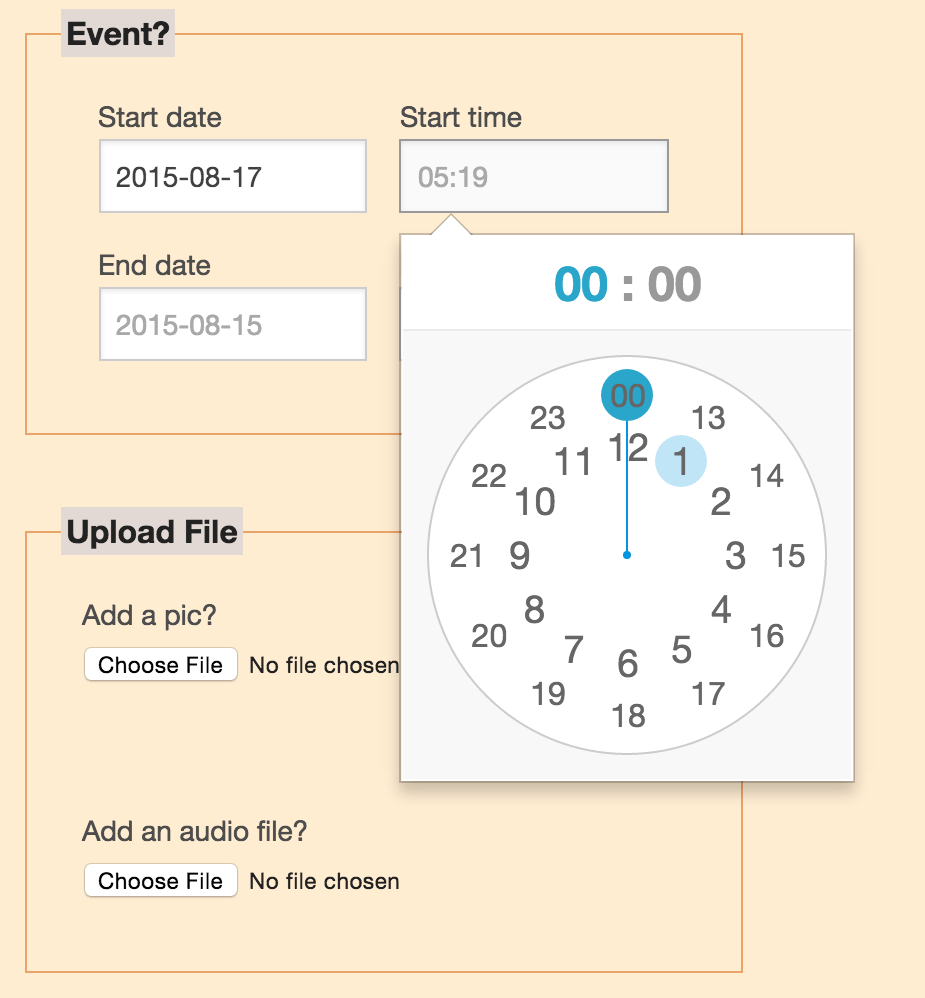 Event?
Start date Start time
2015-08-17 05:19
End date
2015-08-15
00 : 00
00
23 13
12
11 1
22 14
10 2
21 9 3 15
8 4
20 16
7 5
6
19 17
18
Upload File
Add a pic?
Choose File No file chosen
Add an audio file?
Choose File No file chosen